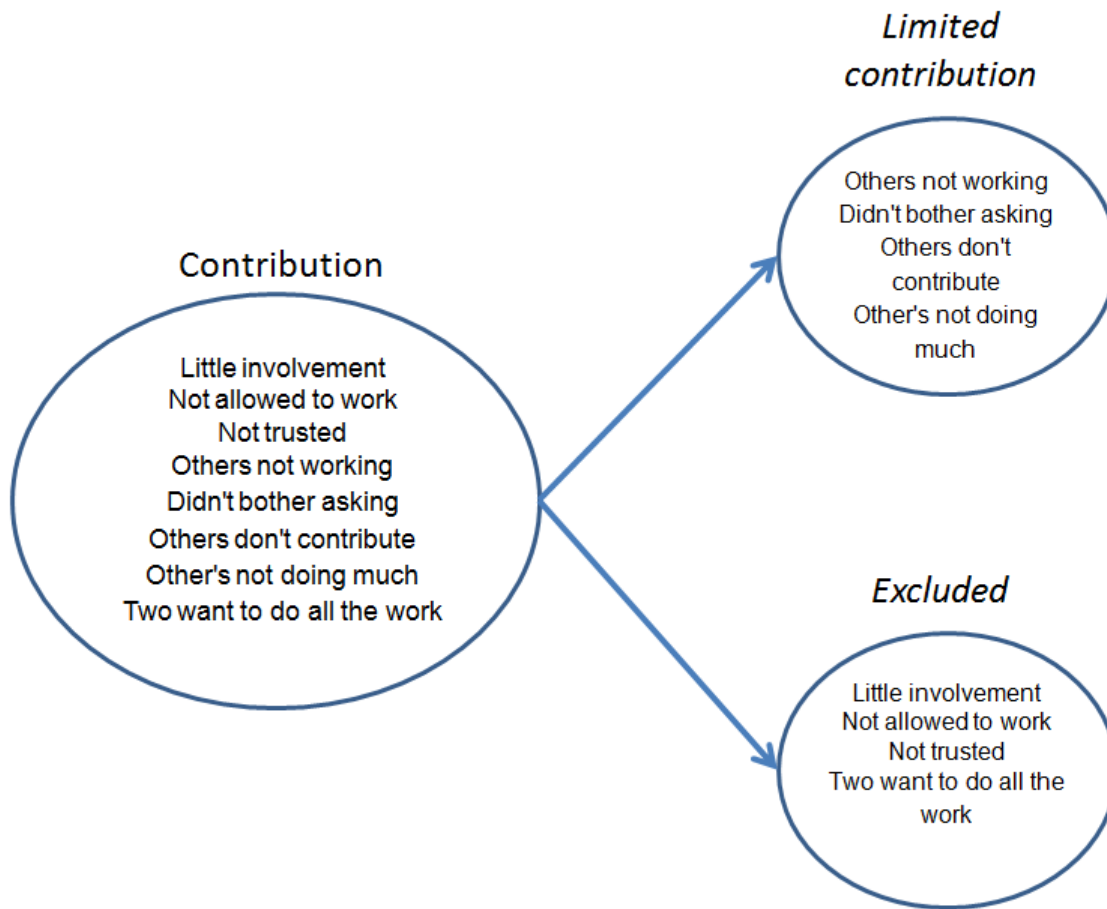 Limited
contribution
Others not working
Didn't bother asking
Others don't
contribute
Other's not doing
much
Contribution
Little involvement
Not allowed to work
Not trusted
Others not working
Didn't bother asking
Others don't contribute
Other's not doing much
Two want to do all the work
Excluded
Little involvement
Not allowed to work
Not trusted
Two want to do all the
work